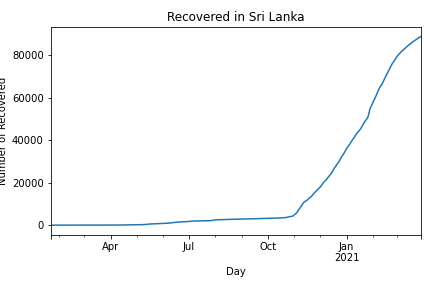 Recovered in Sri Lanka
Number of Recovered
80000
60000
40000
20000
0
Apr
Jul
Oct
Jan
2021
Day